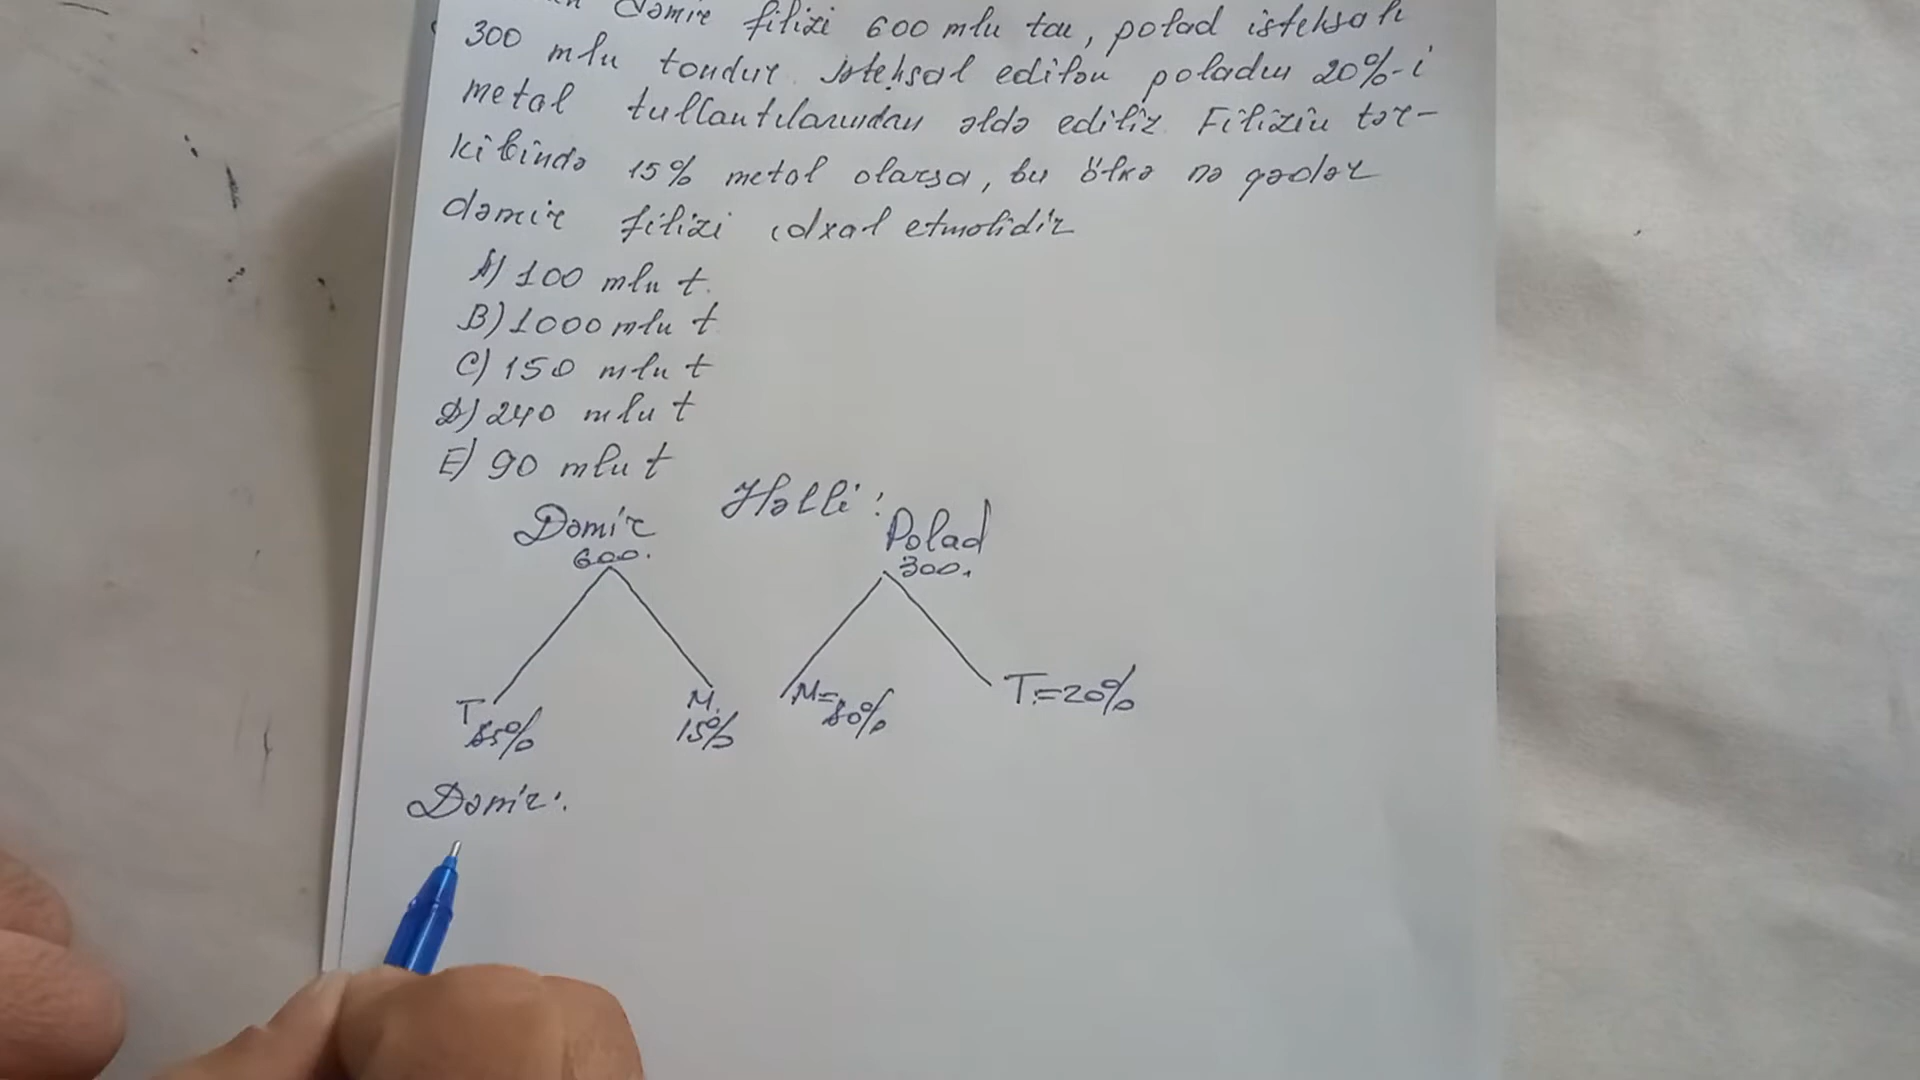 dəmir filizi 600 mln ton, polad istehsalı
300 mln tondur. İstehsal edilən poladın 20%-i
metal tullantılarından əldə edilir. Filizin tər-
kibində 15% metal olarsa, bu ölkə nə qədər
dəmir filizi idxal etməlidir
A) 100 mln t.
B) 1000 mln t
C) 150 mln t
D) 240 mln t
E) 90 mln t
Həlli:
Dəmir Polad
600. 300.
T M. M= T=20%
85% 15% 80%
Dəmir: